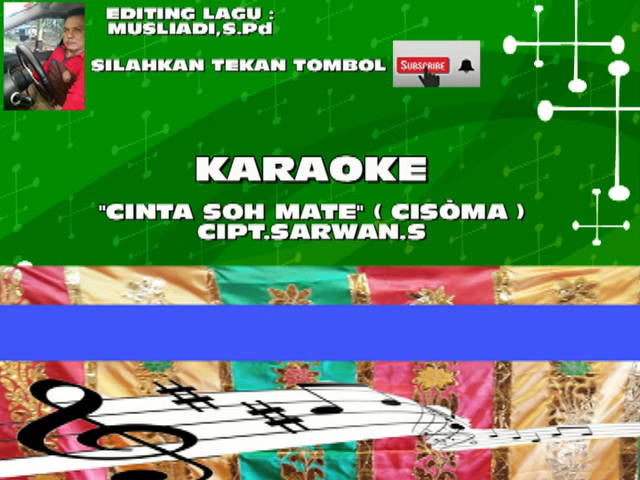 EDITING LAGU :
MUSLIADI,S.Pd
SILAHKAN TEKAN TOMBOL
SUBSCRIBE
KARAOKE
"CINTA SOH MATE" ( CISÒMA )
CIPT.SARWAN.S